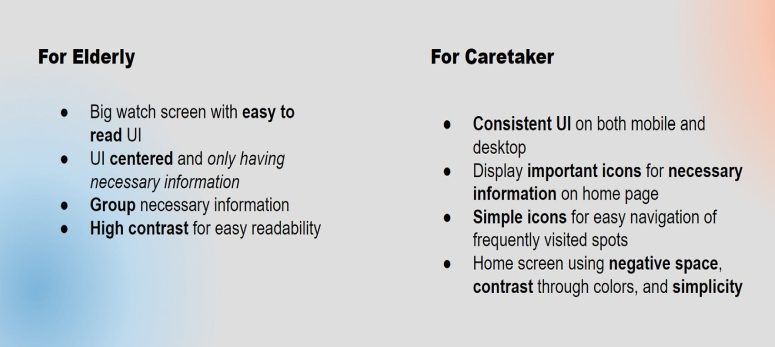 For Elderly
● Big watch screen with easy to
read UI
● UI centered and only having
necessary information
● Group necessary information
● High contrast for easy readability
For Caretaker
● Consistent UI on both mobile and
desktop
● Display important icons for necessary
information on home page
● Simple icons for easy navigation of
frequently visited spots
● Home screen using negative space,
contrast through colors, and simplicity